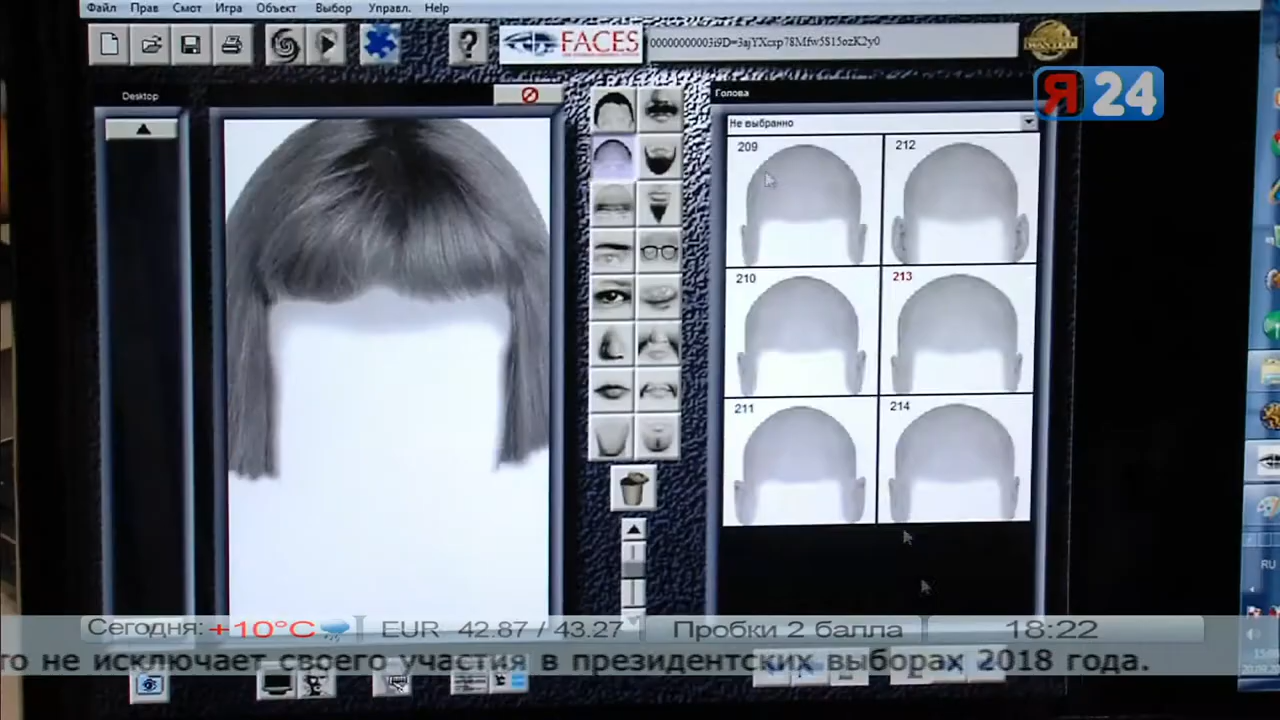 Файл Прав Смот Игра Объект Выбор Управл. Help
FACES
Я 24
Desktop
Голова
Не выбранно
209
212
210
213
211
214
RU
Сегодня: +10°C EUR 42.87 / 43.27 Пробки 2 балла 18:22
то не исключает своего участия в президентских выборах 2018 года.